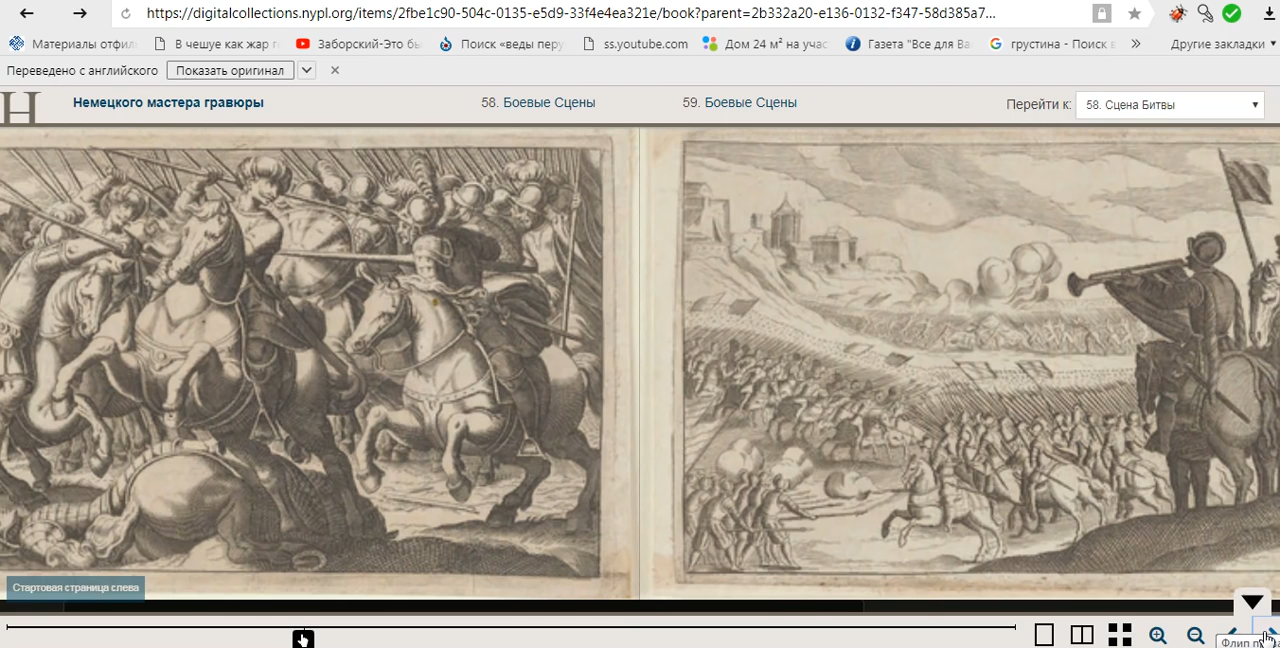 https://digitalcollections.nypl.org/items/2fbe1c90-504c-0135-e5d9-33f4e4ea321e/book?parent=2b332a20-e136-0132-f347-58d385a7...
Материалы отфил
В чешуе как жар г
Заборский-Это бы
Поиск «веды перу
ss.youtube.com
Дом 24 м² на учас
Газета "Все для Ва
грустина - Поиск в
Другие закладки
Переведено с английского
Показать оригинал
Н
Немецкого мастера гравюры
58. Боевые Сцены
59. Боевые Сцены
Перейти к:
58. Сцена Битвы
Стартовая страница слева
Флип